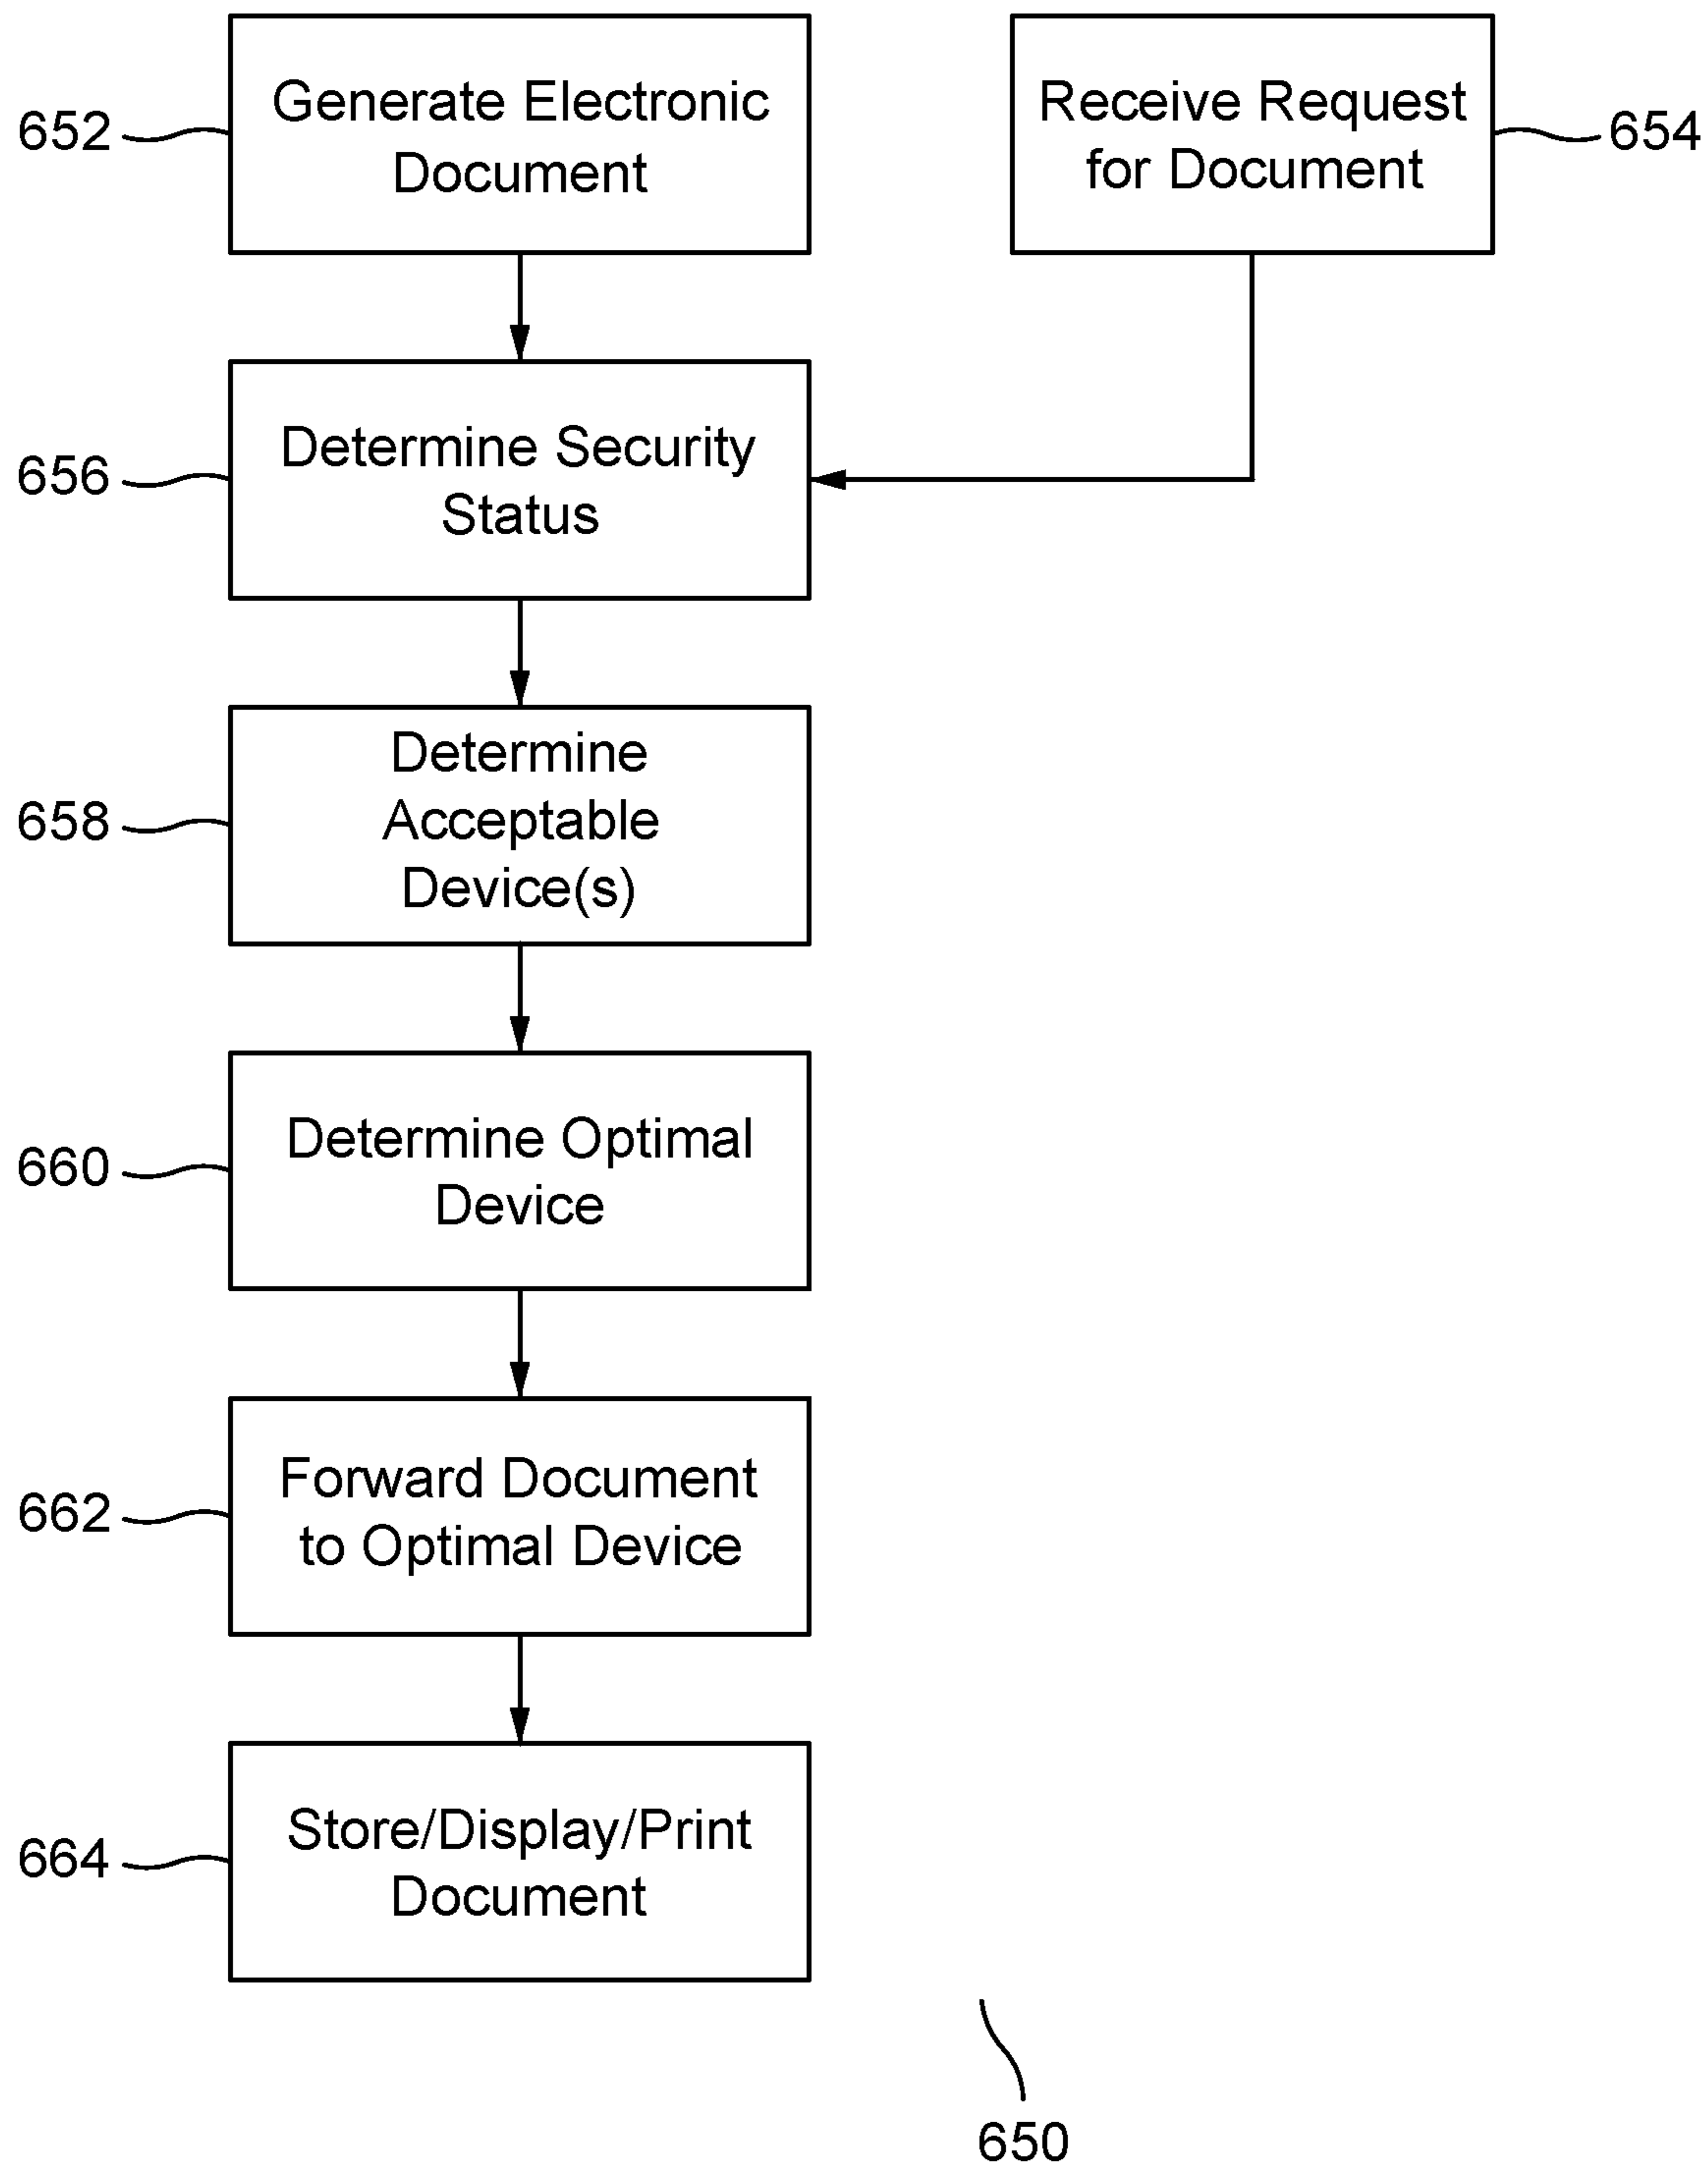 Generate Electronic
Document
652
Receive Request
for Document
654
Determine Security
Status
656
Determine
Acceptable
Device(s)
658
Determine Optimal
Device
660
Forward Document
to Optimal Device
662
Store/Display/Print
Document
664
650